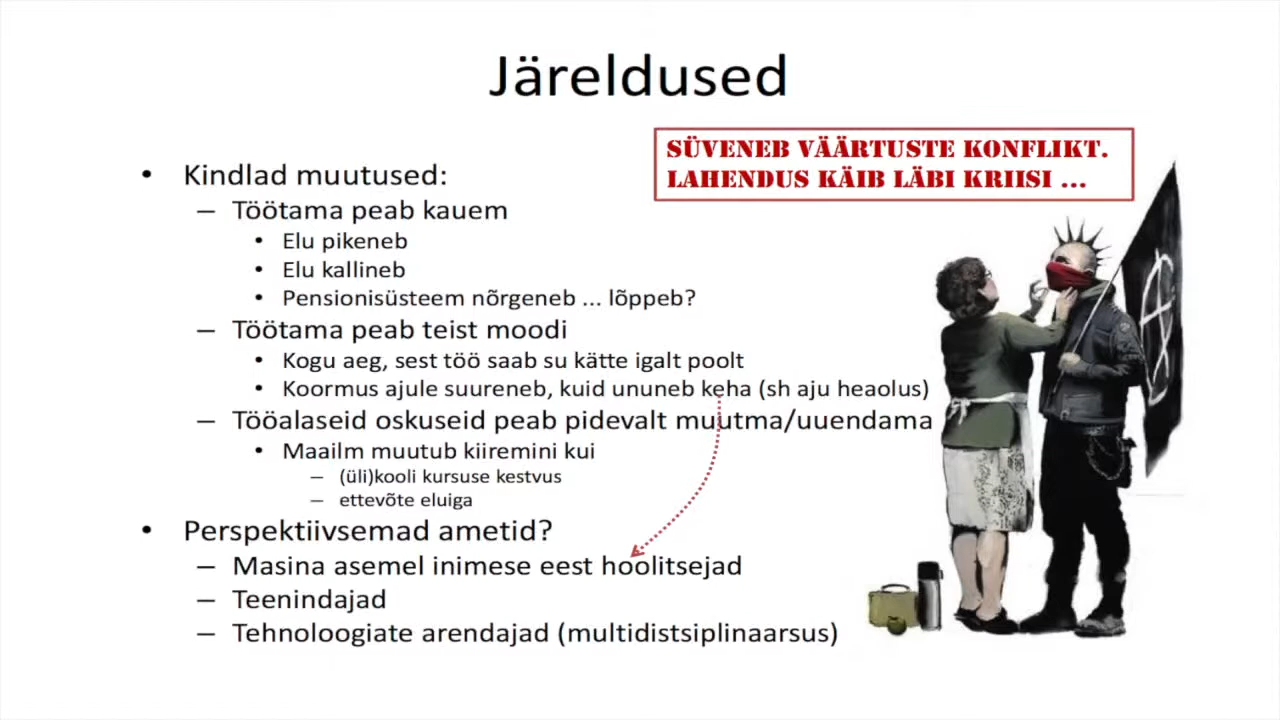 Järeldused
SÜVENEB VÄÄRTUSTE KONFLIKT.
LAHENDUS KÄIB LÄBI KRIISI ...
• Kindlad muutused:
– Töötama peab kauem
• Elu pikeneb
• Elu kallineb
• Pensionisüsteem nõrgeneb ... lõppeb?
– Töötama peab teist moodi
• Kogu aeg, sest töö saab su kätte igalt poolt
• Koormus ajule suureneb, kuid ununeb keha (sh aju heaolus)
– Tööalaseid oskuseid peab pidevalt muutma/uuendama
• Maailm muutub kiiremini kui
– (üli)kooli kursuse kestvus
– ettevõte eluiga
• Perspektiivsemad ametid?
– Masina asemel inimese eest hoolitsejad
– Teenindajad
– Tehnoloogiate arendajad (multidistsiplinaarsus)